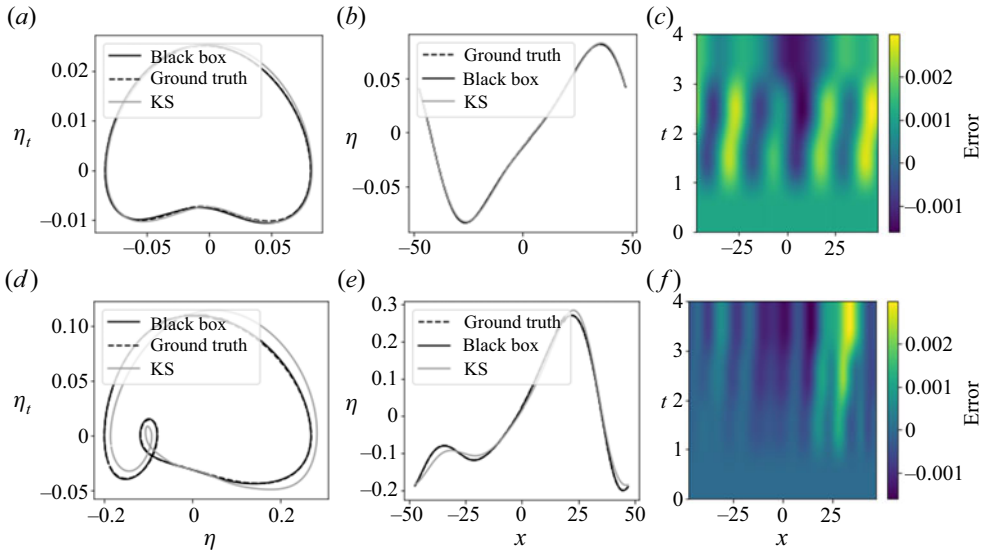 (a)
(b)
(c)
Black box
Ground truth
KS
0.02
0.01
0
–0.01
η_t
–0.05
0
0.05
Ground truth
Black box
KS
0.05
0
–0.05
η
–50
0
50
4
3
t 2
1
0
–25
0
25
0.002
0.001
0
–0.001
Error
(d)
(e)
(f)
Black box
Ground truth
KS
0.10
0.05
0
–0.05
η_t
–0.2
0
0.2
η
Ground truth
Black box
KS
0.3
0.2
0.1
0
–0.1
–0.2
η
–50
–25
0
25
50
x
4
3
t 2
1
0
–25
0
25
x
0.002
0.001
0
–0.001
Error